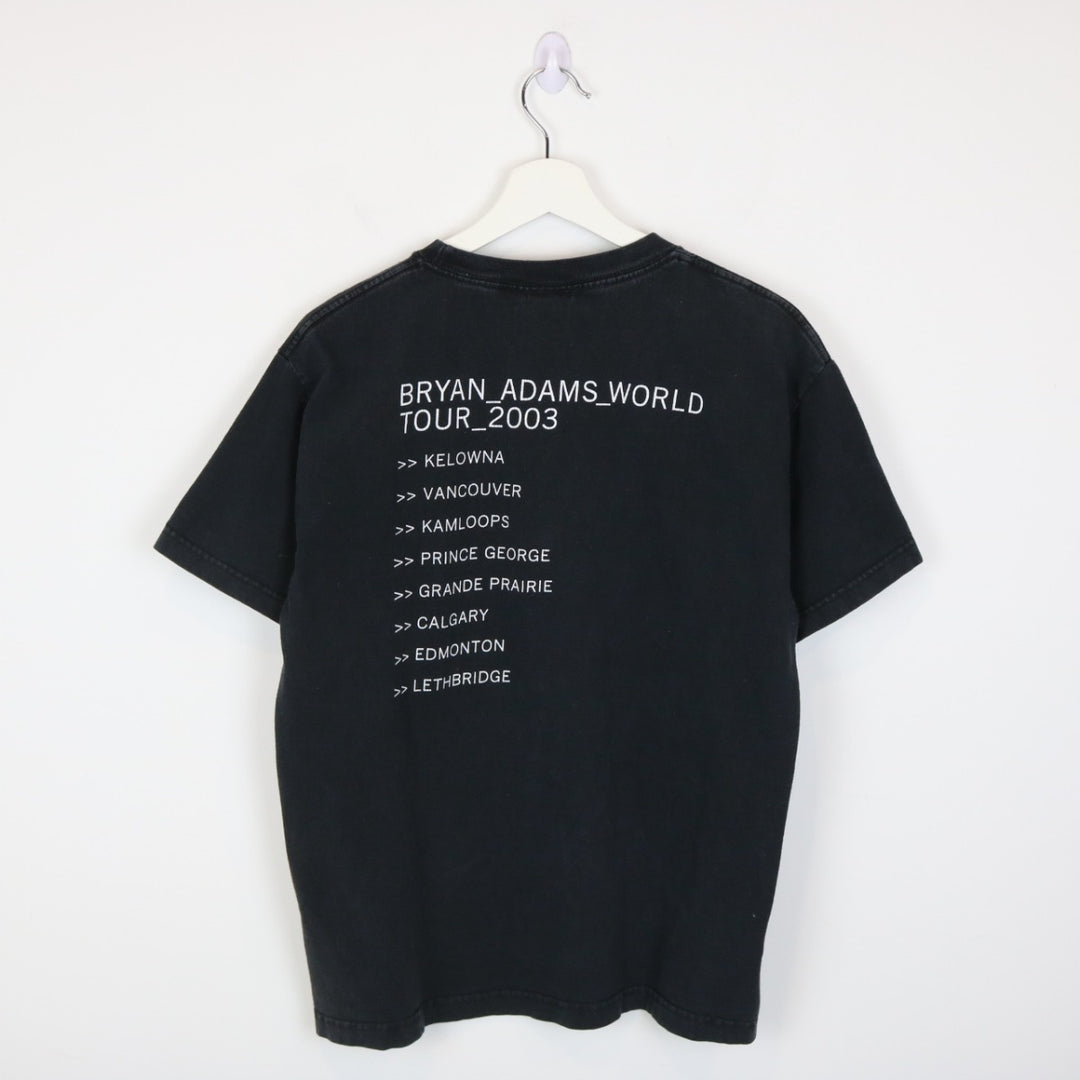 BRYAN_ADAMS_WORLD
TOUR_2003
>> KELOWNA
>> VANCOUVER
>> KAMLOOPS
>> PRINCE GEORGE
>> GRANDE PRAIRIE
>> CALGARY
>> EDMONTON
>> LETHBRIDGE